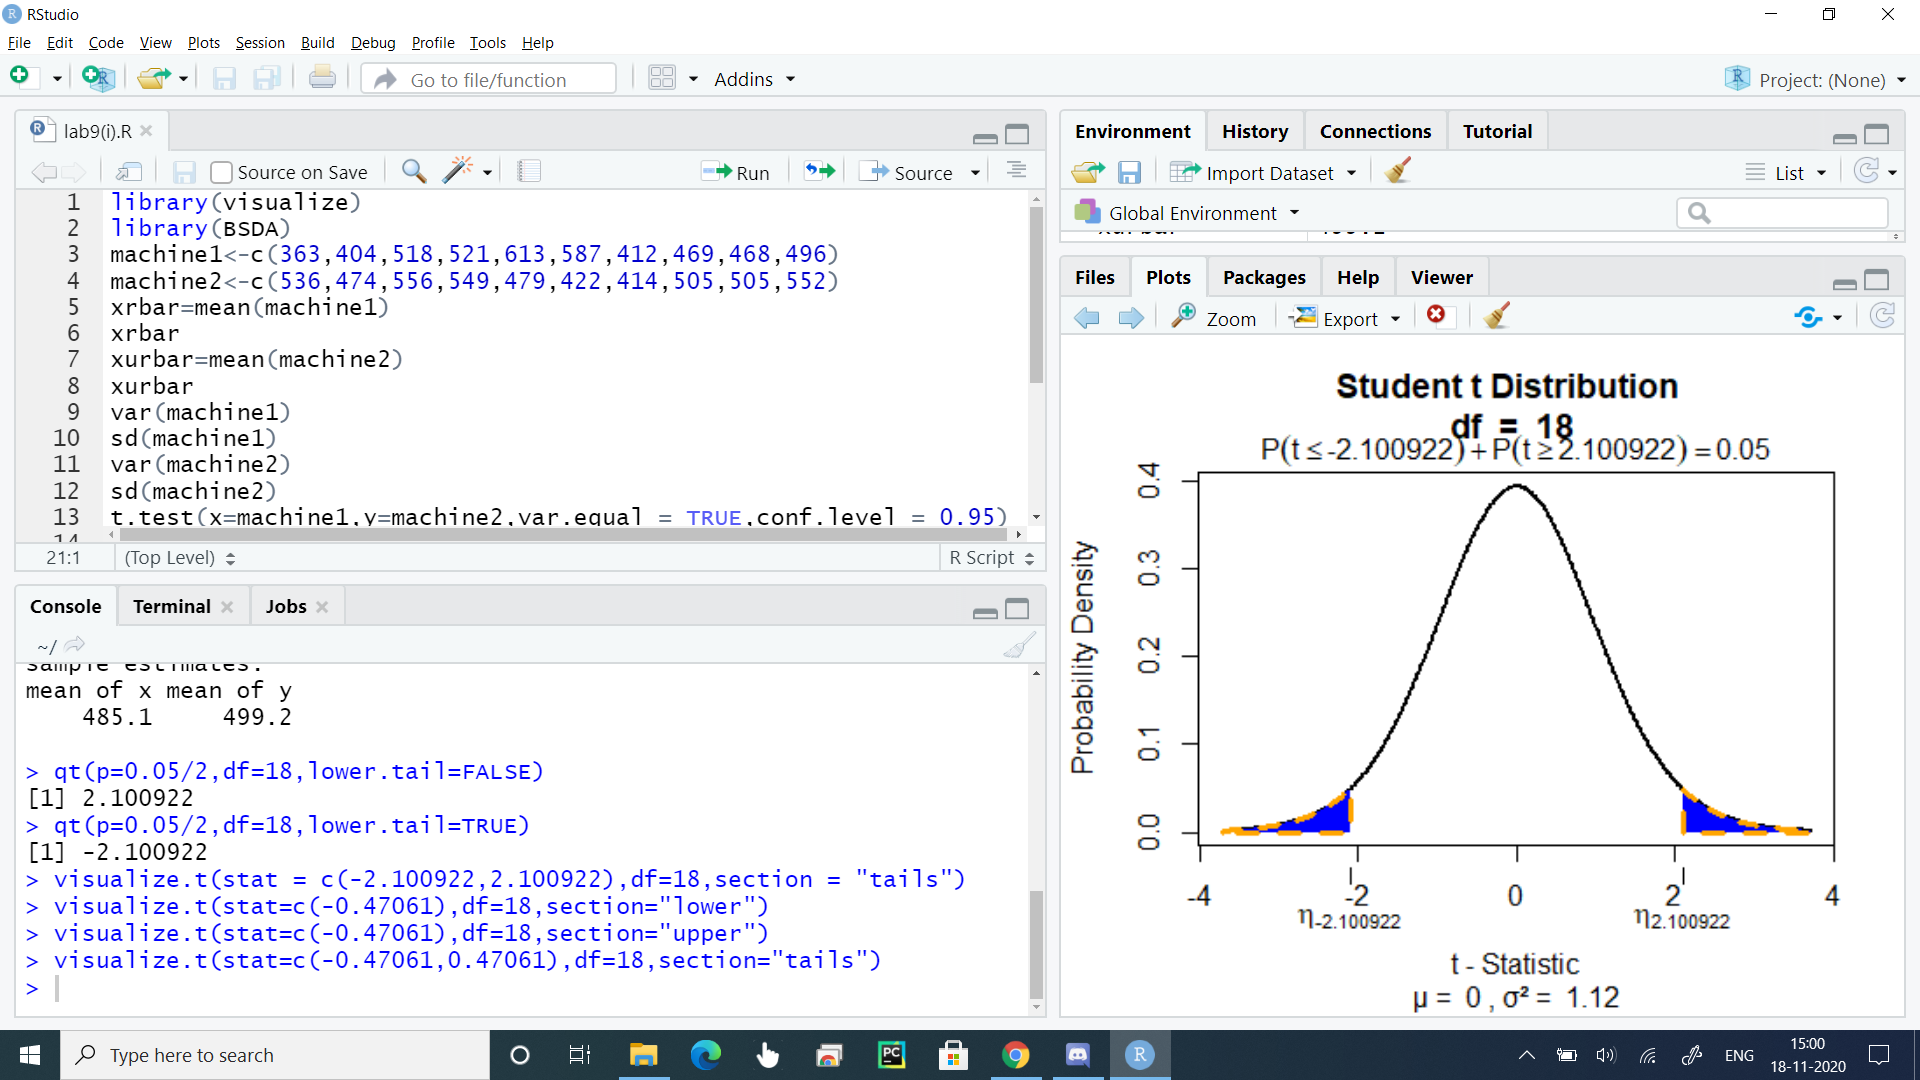 RStudio
File Edit Code View Plots Session Build Debug Profile Tools Help
Go to file/function
Addins
Project: (None)
lab9(i).R
Source on Save
Run
Source
1 library(visualize)
2 library(BSDA)
3 machine1<-c(363,404,518,521,613,587,412,469,468,496)
4 machine2<-c(536,474,556,549,479,422,414,505,505,552)
5 xrbar=mean(machine1)
6 xrbar
7 xurbar=mean(machine2)
8 xurbar
9 var(machine1)
10 sd(machine1)
11 var(machine2)
12 sd(machine2)
13 t.test(x=machine1,y=machine2,var.equal = TRUE,conf.level = 0.95)
14
21:1 (Top Level) R Script
Console Terminal Jobs
~/
sample estimates:
mean of x mean of y
485.1 499.2
> qt(p=0.05/2,df=18,lower.tail=FALSE)
[1] 2.100922
> qt(p=0.05/2,df=18,lower.tail=TRUE)
[1] -2.100922
> visualize.t(stat = c(-2.100922,2.100922),df=18,section = "tails")
> visualize.t(stat=c(-0.47061),df=18,section="lower")
> visualize.t(stat=c(-0.47061),df=18,section="upper")
> visualize.t(stat=c(-0.47061,0.47061),df=18,section="tails")
>
Environment History Connections Tutorial
Import Dataset
List
Global Environment
xurbar
Files Plots Packages Help Viewer
Zoom Export
Student t Distribution
df = 18
P(t ≤ -2.100922) + P(t ≥ 2.100922) = 0.05
Probability Density
0.4
0.3
0.2
0.1
0.0
-4 -2 0 2 4
η-2.100922 η2.100922
t - Statistic
μ = 0 , σ² = 1.12
Type here to search
PC
R
ENG
15:00
18-11-2020